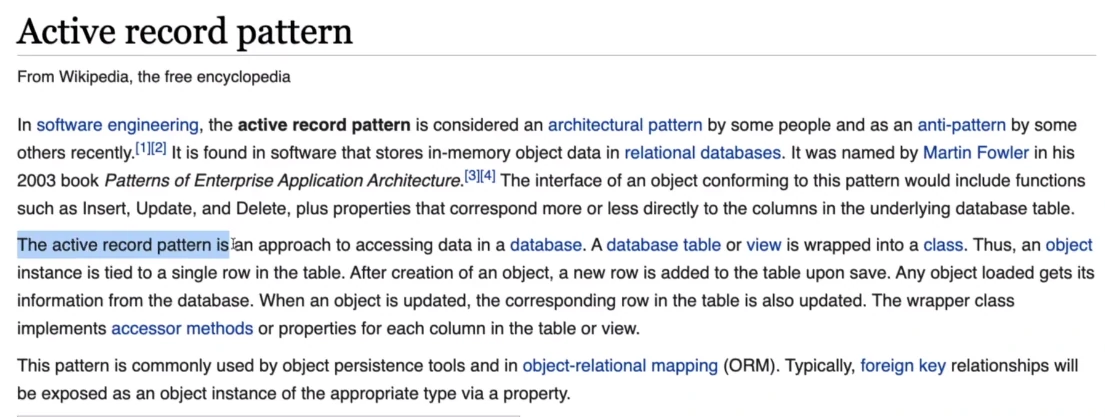 Active record pattern
From Wikipedia, the free encyclopedia
In software engineering, the active record pattern is considered an architectural pattern by some people and as an anti-pattern by some
others recently.[1][2] It is found in software that stores in-memory object data in relational databases. It was named by Martin Fowler in his
2003 book Patterns of Enterprise Application Architecture.[3][4] The interface of an object conforming to this pattern would include functions
such as Insert, Update, and Delete, plus properties that correspond more or less directly to the columns in the underlying database table.
The active record pattern is an approach to accessing data in a database. A database table or view is wrapped into a class. Thus, an object
instance is tied to a single row in the table. After creation of an object, a new row is added to the table upon save. Any object loaded gets its
information from the database. When an object is updated, the corresponding row in the table is also updated. The wrapper class
implements accessor methods or properties for each column in the table or view.
This pattern is commonly used by object persistence tools and in object-relational mapping (ORM). Typically, foreign key relationships will
be exposed as an object instance of the appropriate type via a property.